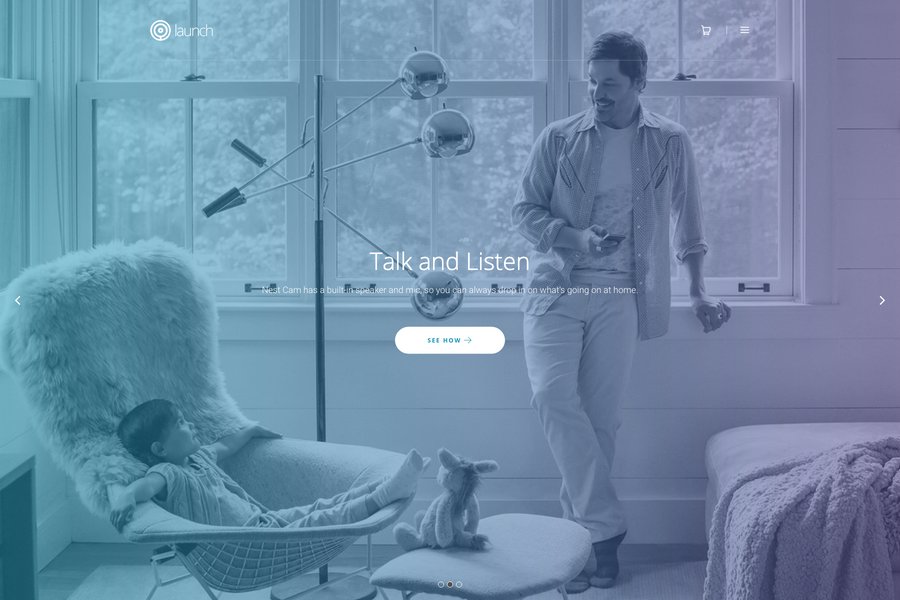 launch
Talk and Listen
Nest Cam has a built-in speaker and mic, so you can always drop in on what's going on at home.
SEE HOW